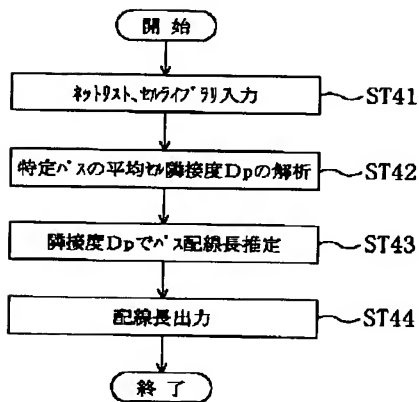 開 始
ネットリスト、セルライブラリ入力
ST41
特定パスの平均セル隣接度Dpの解析
ST42
隣接度Dpでパス配線長推定
ST43
配線長出力
ST44
終 了